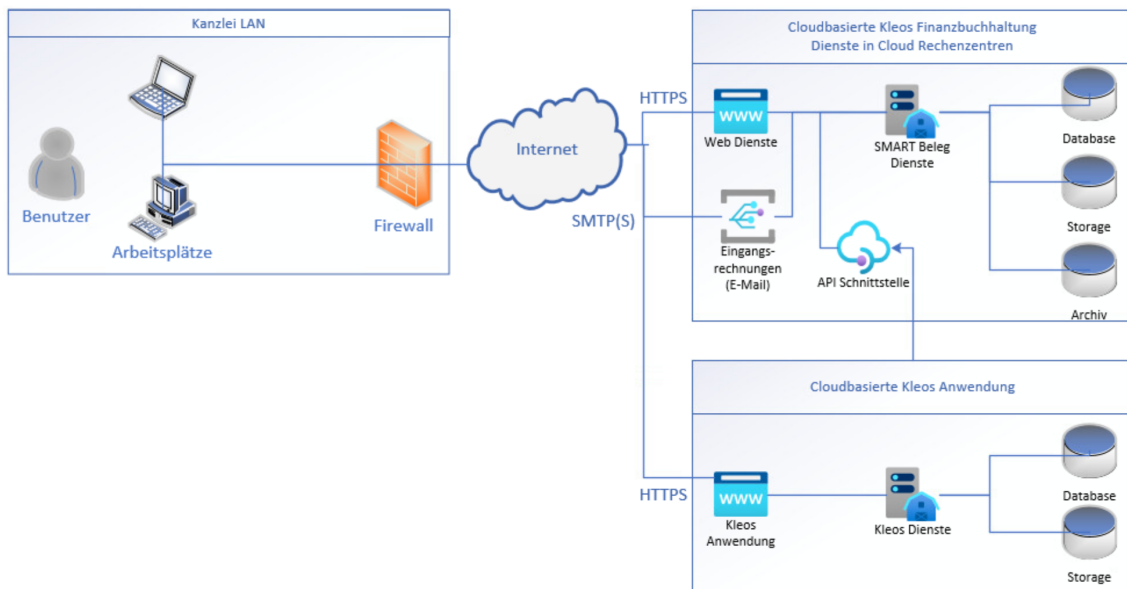 Kanzlei LAN
Benutzer
Arbeitsplätze
Firewall
Internet
HTTPS
SMTP(S)
HTTPS
Cloudbasierte Kleos Finanzbuchhaltung
Dienste in Cloud Rechenzentren
WWW
Web Dienste
SMART Beleg
Dienste
Database
Eingangs-
rechnungen
(E-Mail)
API Schnittstelle
Storage
Archiv
Cloudbasierte Kleos Anwendung
WWW
Kleos
Anwendung
Kleos Dienste
Database
Storage